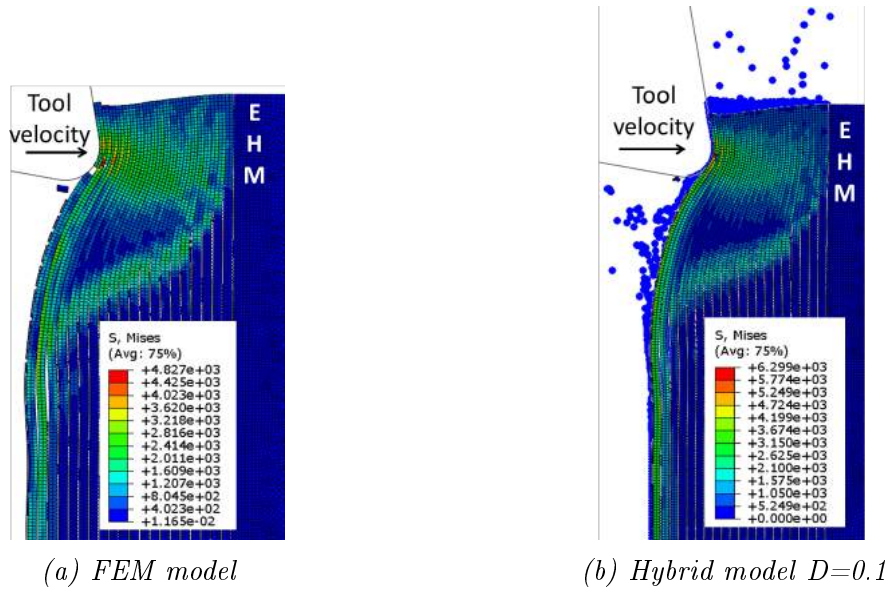 Tool
velocity
E
H
M
S, Mises
(Avg: 75%)
+4.827e+03
+4.425e+03
+4.023e+03
+3.620e+03
+3.218e+03
+2.816e+03
+2.414e+03
+2.011e+03
+1.609e+03
+1.207e+03
+8.045e+02
+4.023e+02
+1.165e-02
(a) FEM model
Tool
velocity
E
H
M
S, Mises
(Avg: 75%)
+6.299e+03
+5.774e+03
+5.249e+03
+4.724e+03
+4.199e+03
+3.674e+03
+3.150e+03
+2.625e+03
+2.100e+03
+1.575e+03
+1.050e+03
+5.249e+02
+0.000e+00
(b) Hybrid model D=0.1